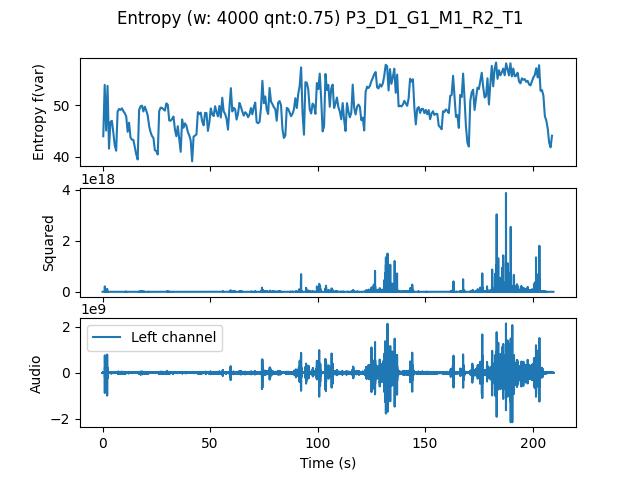 Entropy (w: 4000 qnt:0.75) P3_D1_G1_M1_R2_T1
Entropy f(var)
50
40
1e18
Squared
4
2
0
1e9
Audio
2
0
−2
Left channel
0
50
100
150
200
Time (s)